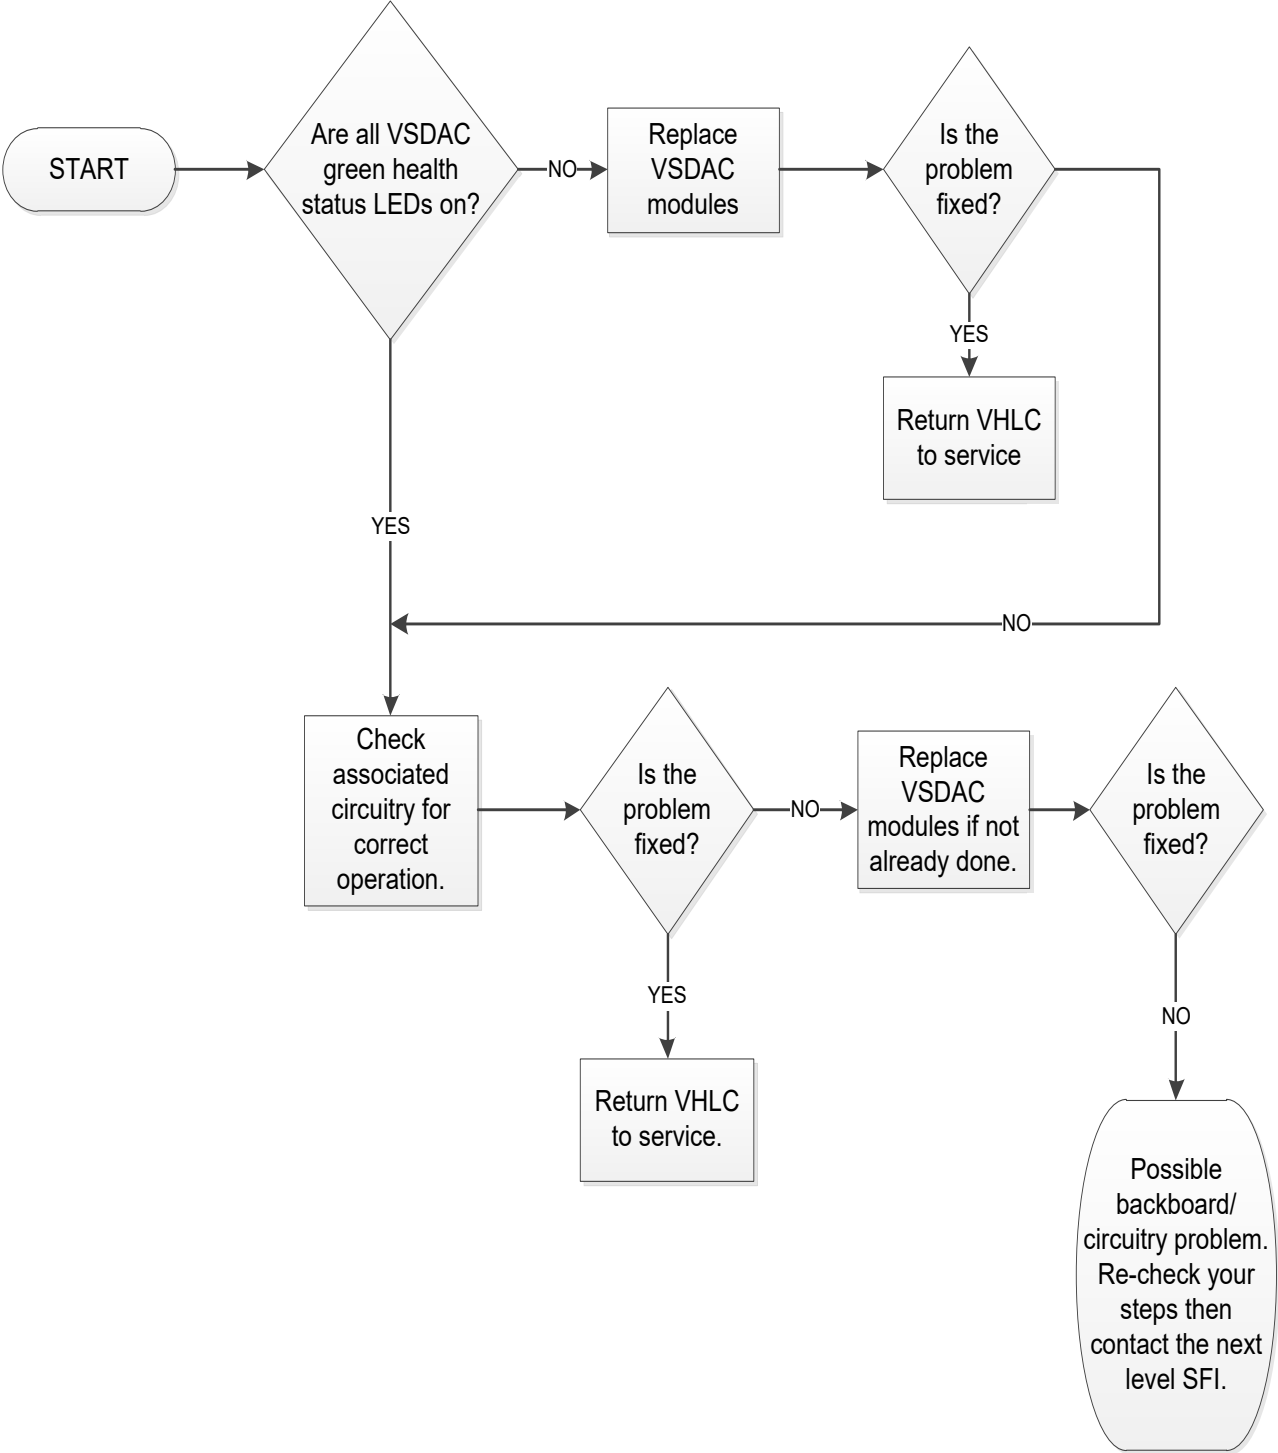 START
Are all VSDAC
green health
status LEDs on?
NO
Replace
VSDAC
modules
Is the
problem
fixed?
YES
Return VHLC
to service
YES
NO
Check
associated
circuitry for
correct
operation.
Is the
problem
fixed?
NO
Replace
VSDAC
modules if not
already done.
Is the
problem
fixed?
YES
Return VHLC
to service.
NO
Possible
backboard/
circuitry problem.
Re-check your
steps then
contact the next
level SFI.